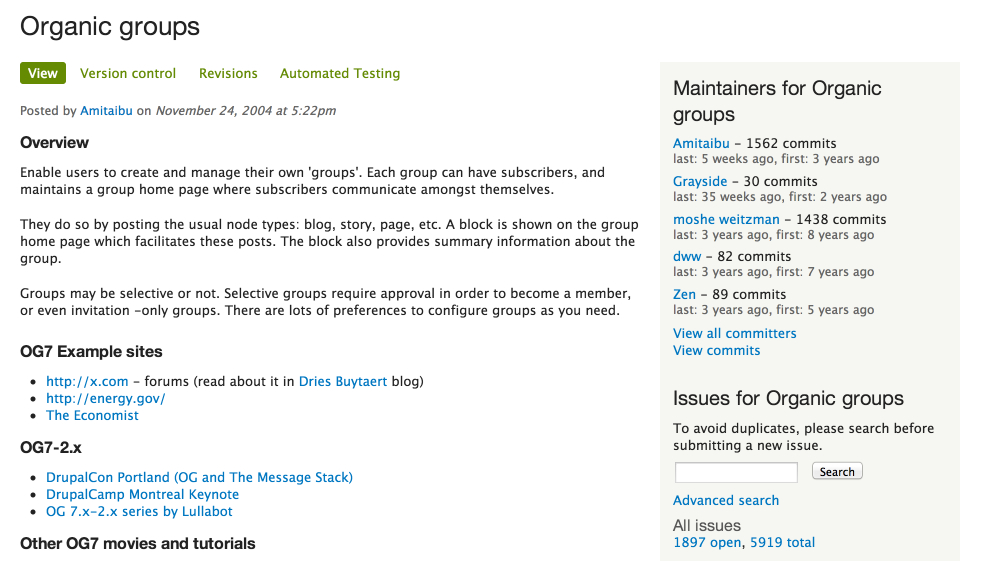 Organic groups
View Version control Revisions Automated Testing
Posted by Amitaibu on November 24, 2004 at 5:22pm
Overview
Enable users to create and manage their own 'groups'. Each group can have subscribers, and
maintains a group home page where subscribers communicate amongst themselves.
They do so by posting the usual node types: blog, story, page, etc. A block is shown on the group
home page which facilitates these posts. The block also provides summary information about the
group.
Groups may be selective or not. Selective groups require approval in order to become a member,
or even invitation -only groups. There are lots of preferences to configure groups as you need.
OG7 Example sites
• http://x.com - forums (read about it in Dries Buytaert blog)
• http://energy.gov/
• The Economist
OG7-2.x
• DrupalCon Portland (OG and The Message Stack)
• DrupalCamp Montreal Keynote
• OG 7.x-2.x series by Lullabot
Other OG7 movies and tutorials
Maintainers for Organic
groups
Amitaibu – 1562 commits
last: 5 weeks ago, first: 3 years ago
Grayside – 30 commits
last: 35 weeks ago, first: 2 years ago
moshe weitzman – 1438 commits
last: 3 years ago, first: 8 years ago
dww – 82 commits
last: 3 years ago, first: 7 years ago
Zen – 89 commits
last: 3 years ago, first: 5 years ago
View all committers
View commits
Issues for Organic groups
To avoid duplicates, please search before
submitting a new issue.
Search
Advanced search
All issues
1897 open, 5919 total